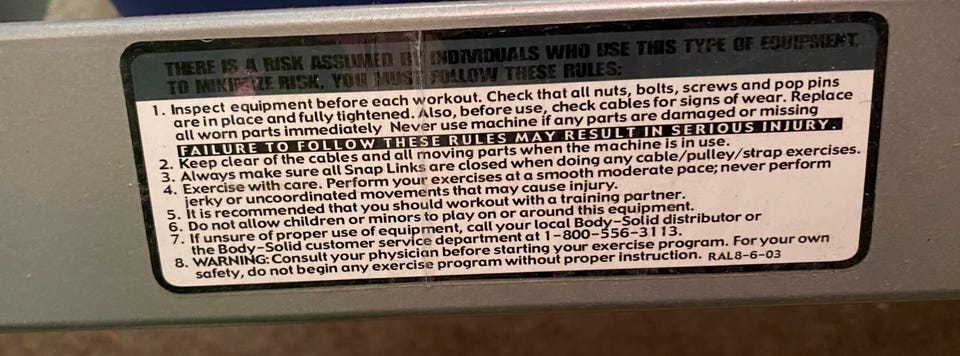 THERE IS A RISK ASSUMED BY INDIVIDUALS WHO USE THIS TYPE OF EQUIPMENT.
TO MINIMIZE RISK, YOU MUST FOLLOW THESE RULES:
1. Inspect equipment before each workout. Check that all nuts, bolts, screws and pop pins
are in place and fully tightened. Also, before use, check cables for signs of wear. Replace
all worn parts immediately Never use machine if any parts are damaged or missing
FAILURE TO FOLLOW THESE RULES MAY RESULT IN SERIOUS INJURY.
2. Keep clear of the cables and all moving parts when the machine is in use.
3. Always make sure all Snap Links are closed when doing any cable/pulley/strap exercises.
4. Exercise with care. Perform your exercises at a smooth moderate pace; never perform
jerky or uncoordinated movements that may cause injury.
5. It is recommended that you should workout with a training partner.
6. Do not allow children or minors to play on or around this equipment.
7. If unsure of proper use of equipment, call your local Body-Solid distributor or
the Body-Solid customer service department at 1-800-556-3113.
8. WARNING: Consult your physician before starting your exercise program. For your own
safety, do not begin any exercise program without proper instruction. RAL8-6-03